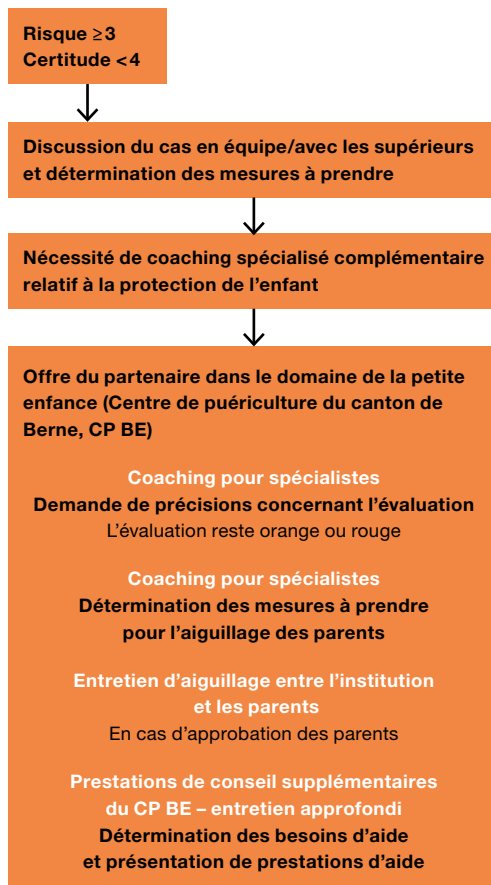 Risque ≥3
Certitude <4
Discussion du cas en équipe/avec les supérieurs
et détermination des mesures à prendre
Nécessité de coaching spécialisé complémentaire
relatif à la protection de l’enfant
Offre du partenaire dans le domaine de la petite
enfance (Centre de puériculture du canton de
Berne, CP BE)
Coaching pour spécialistes
Demande de précisions concernant l’évaluation
L’évaluation reste orange ou rouge
Coaching pour spécialistes
Détermination des mesures à prendre
pour l’aiguillage des parents
Entretien d’aiguillage entre l’institution
et les parents
En cas d’approbation des parents
Prestations de conseil supplémentaires
du CP BE – entretien approfondi
Détermination des besoins d’aide
et présentation de prestations d’aide